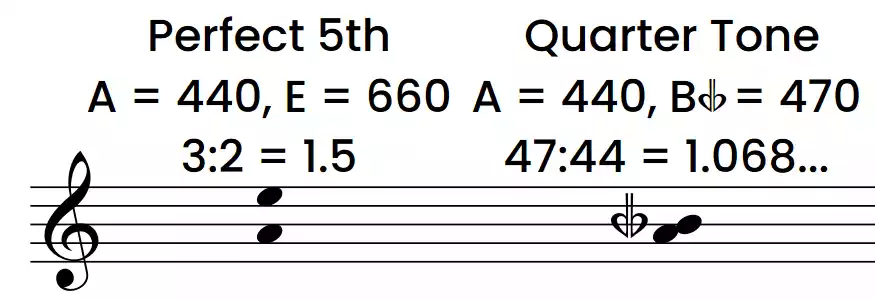 Perfect 5th
A = 440, E = 660
3:2 = 1.5
Quarter Tone
A = 440, B𝄳 = 470
47:44 = 1.068...